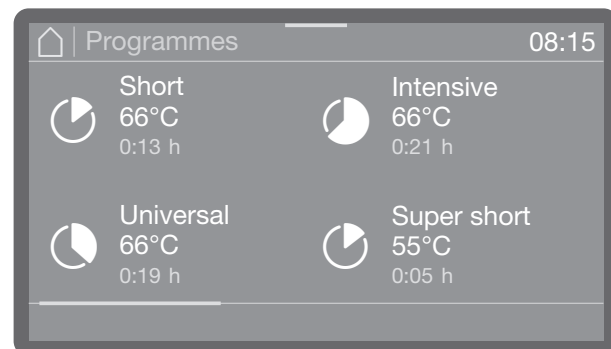 Programmes 08:15
Short
66°C
0:13 h
Intensive
66°C
0:21 h
Universal
66°C
0:19 h
Super short
55°C
0:05 h